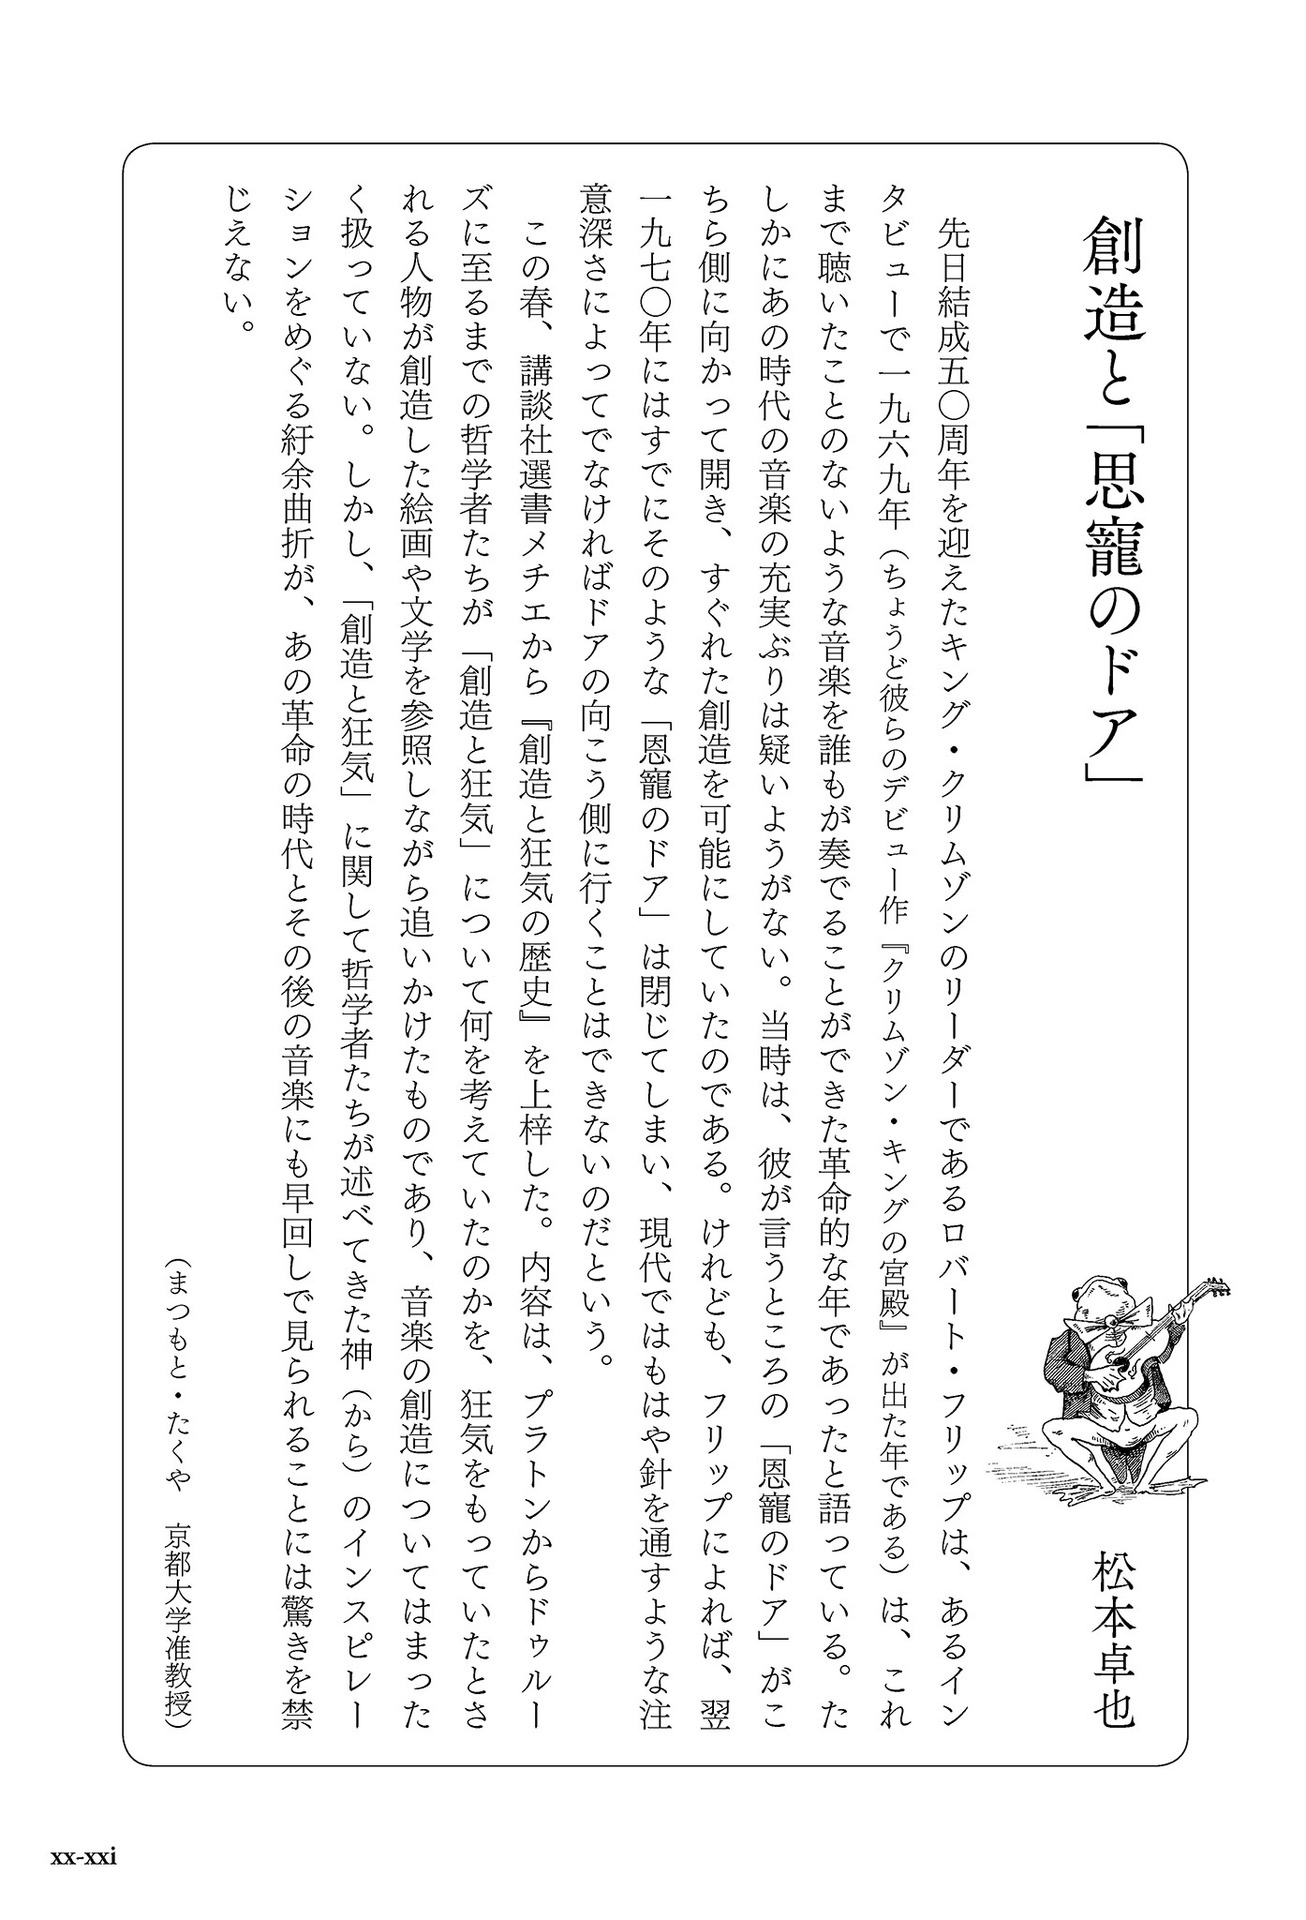 創造と「思寵のドア」
松本卓也
先日結成五〇周年を迎えたキング・クリムゾンのリーダーであるロバート・フリップは、あるイン
タビューで一九六九年（ちょうど彼らのデビュー作『クリムゾン・キングの宮殿』が出た年である）は、これ
まで聴いたことのないような音楽を誰もが奏でることができた革命的な年であったと語っている。た
しかにあの時代の音楽の充実ぶりは疑いようがない。当時は、彼が言うところの「恩寵のドア」がこ
ちら側に向かって開き、すぐれた創造を可能にしていたのである。けれども、フリップによれば、翌
一九七〇年にはすでにそのような「恩寵のドア」は閉じてしまい、現代ではもはや針を通すような注
意深さによってでなければドアの向こう側に行くことはできないのだという。
この春、講談社選書メチエから『創造と狂気の歴史』を上梓した。内容は、プラトンからドゥルー
ズに至るまでの哲学者たちが「創造と狂気」について何を考えていたのかを、狂気をもっていたとさ
れる人物が創造した絵画や文学を参照しながら追いかけたものであり、音楽の創造についてはまった
く扱っていない。しかし、「創造と狂気」に関して哲学者たちが述べてきた神（から）のインスピレー
ションをめぐる紆余曲折が、あの革命の時代とその後の音楽にも早回しで見られることには驚きを禁
じえない。
（まつもと・たくや　京都大学准教授）
xx-xxi